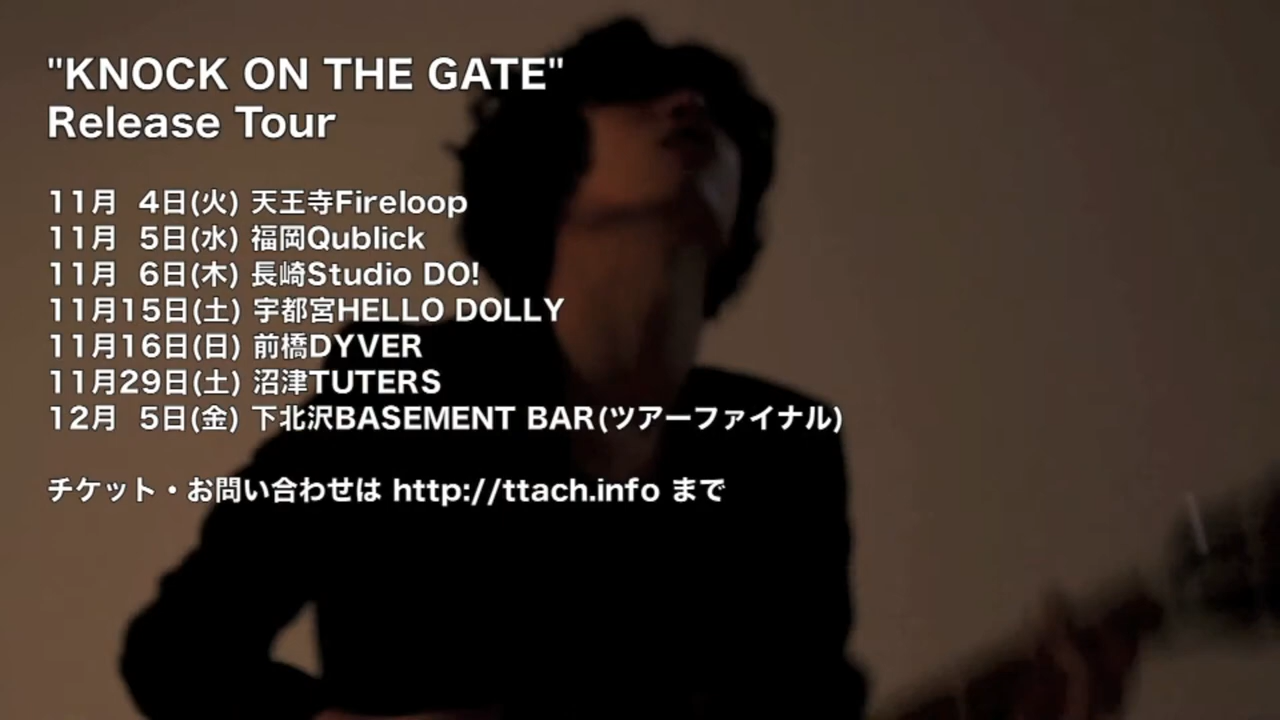 "KNOCK ON THE GATE"
Release Tour
11月 4日(火) 天王寺Fireloop
11月 5日(水) 福岡Qublick
11月 6日(木) 長崎Studio DO!
11月15日(土) 宇都宮HELLO DOLLY
11月16日(日) 前橋DYVER
11月29日(土) 沼津TUTERS
12月 5日(金) 下北沢BASEMENT BAR(ツアーファイナル)
チケット・お問い合わせは http://ttach.info まで